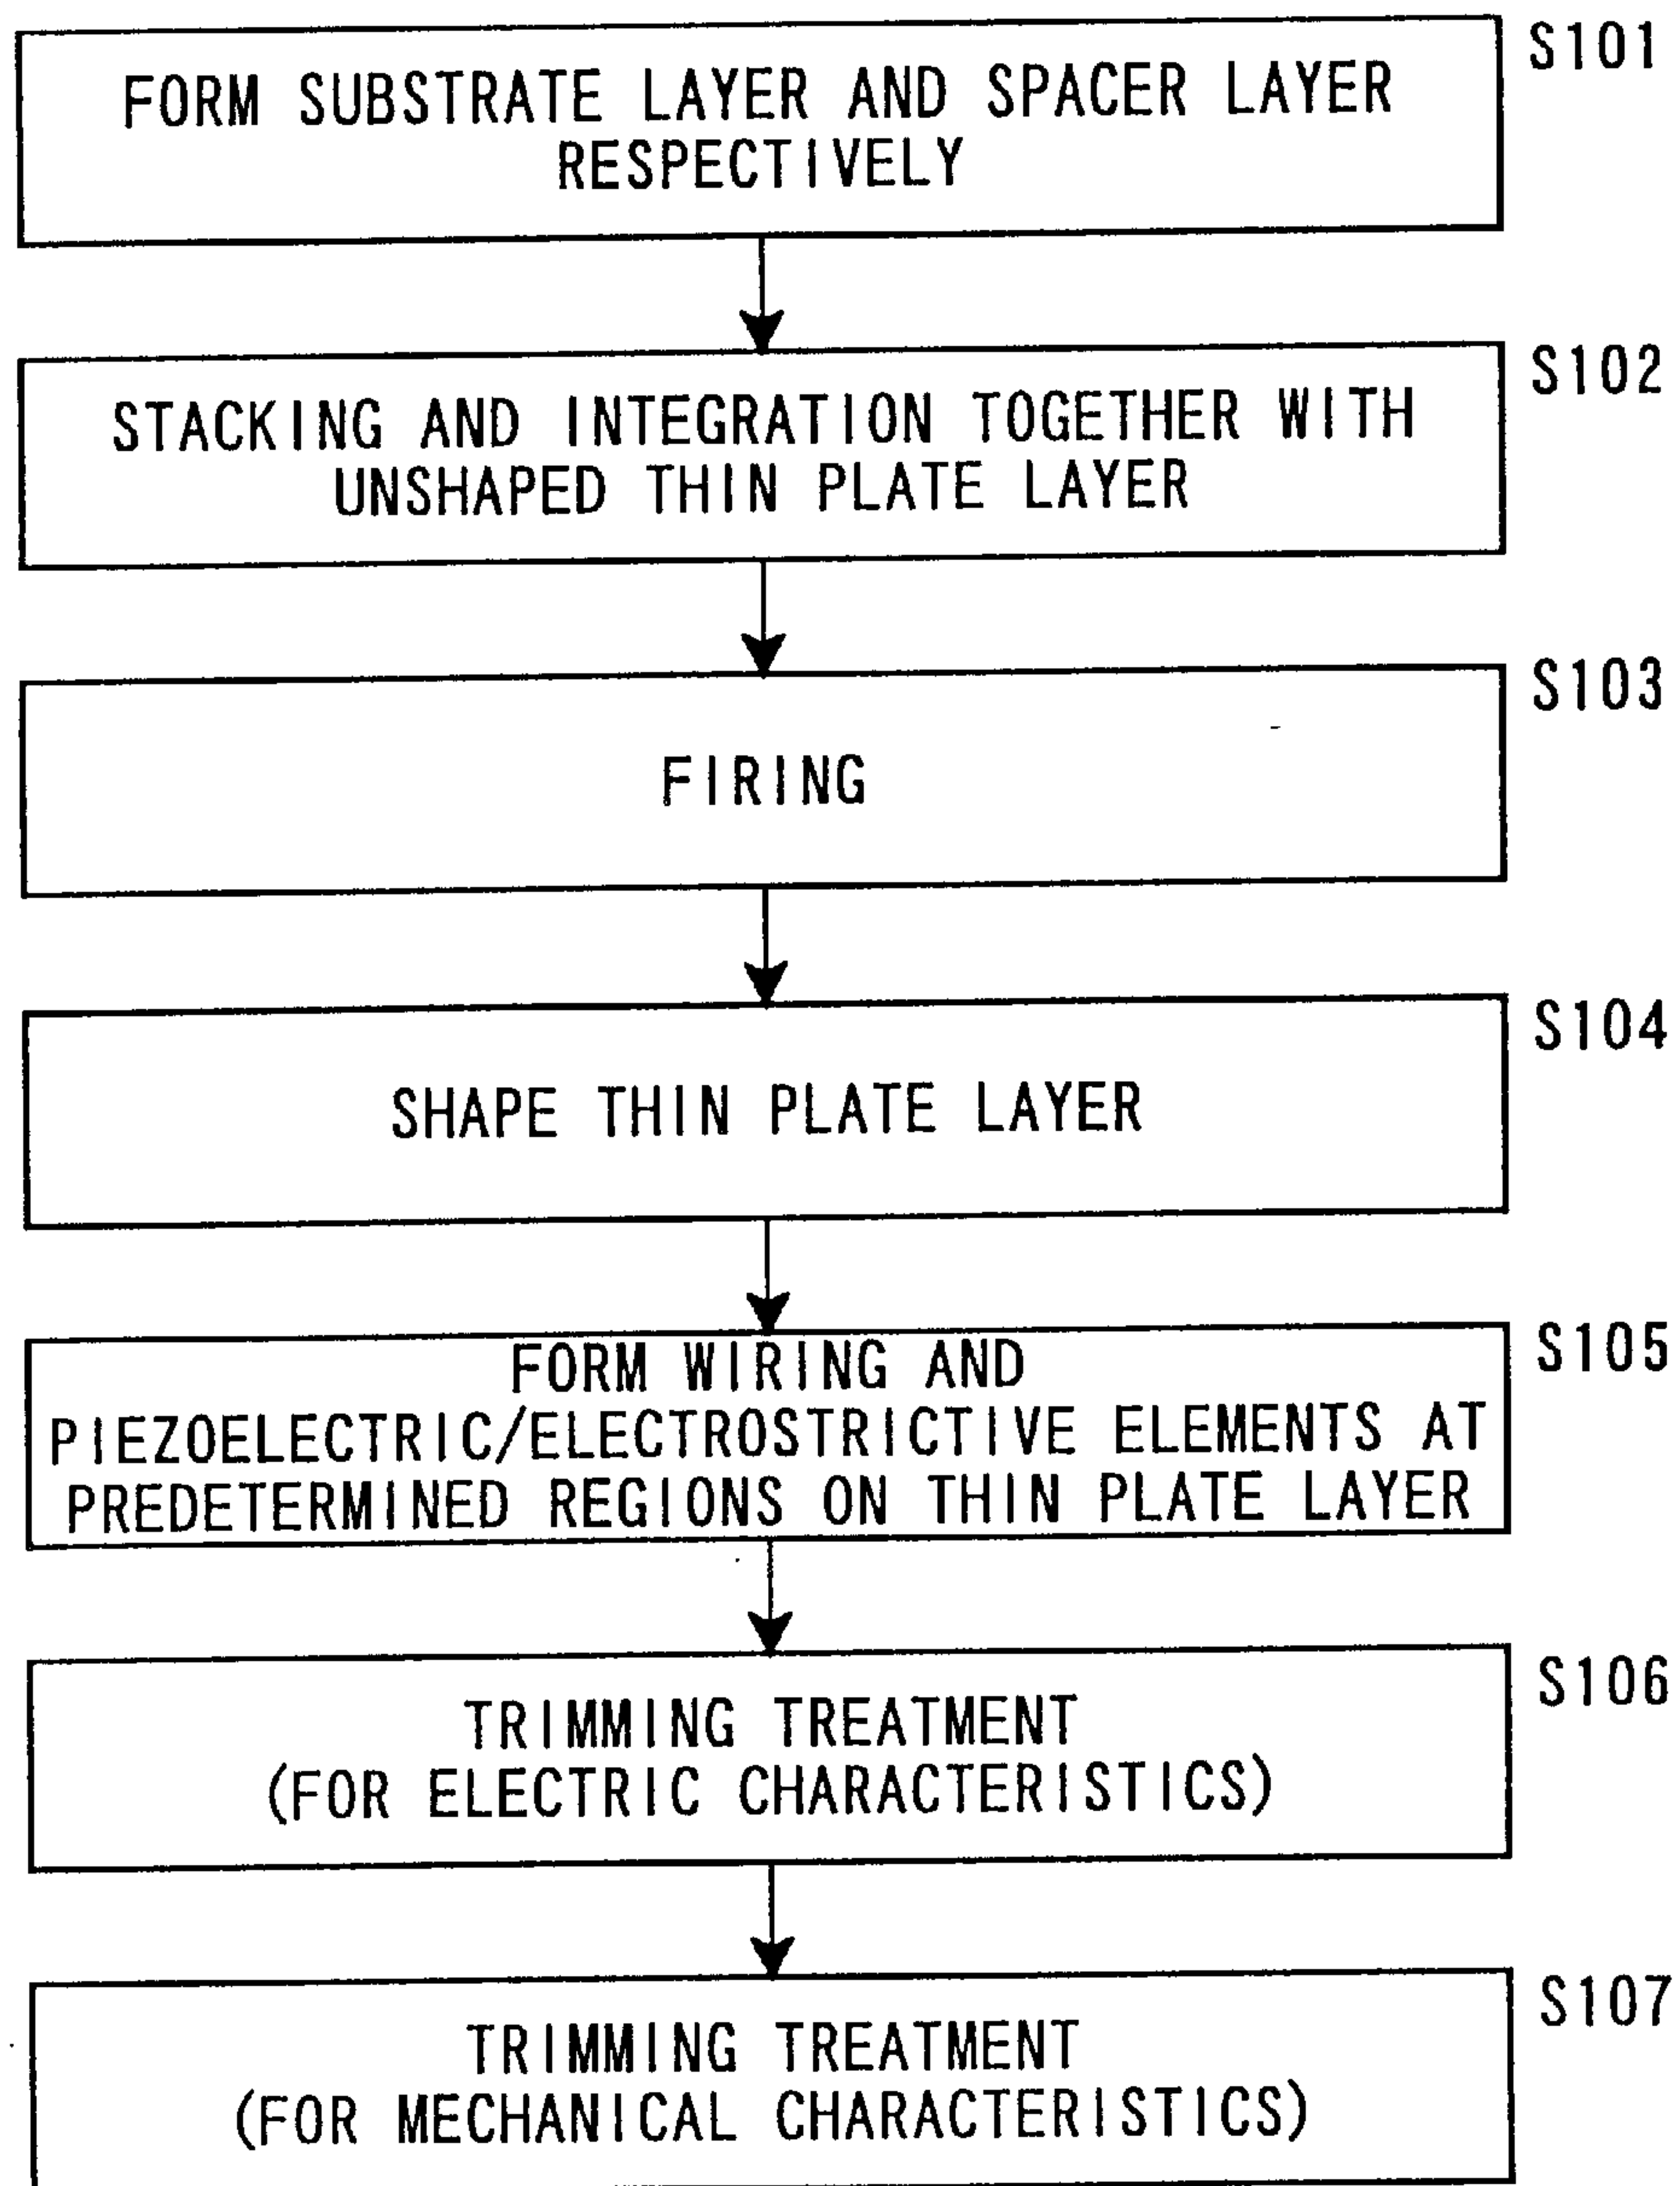 S101
FORM SUBSTRATE LAYER AND SPACER LAYER
RESPECTIVELY
S102
STACKING AND INTEGRATION TOGETHER WITH
UNSHAPED THIN PLATE LAYER
S103
FIRING
S104
SHAPE THIN PLATE LAYER
S105
FORM WIRING AND
PIEZOELECTRIC/ELECTROSTRICTIVE ELEMENTS AT
PREDETERMINED REGIONS ON THIN PLATE LAYER
S106
TRIMMING TREATMENT
(FOR ELECTRIC CHARACTERISTICS)
S107
TRIMMING TREATMENT
(FOR MECHANICAL CHARACTERISTICS)